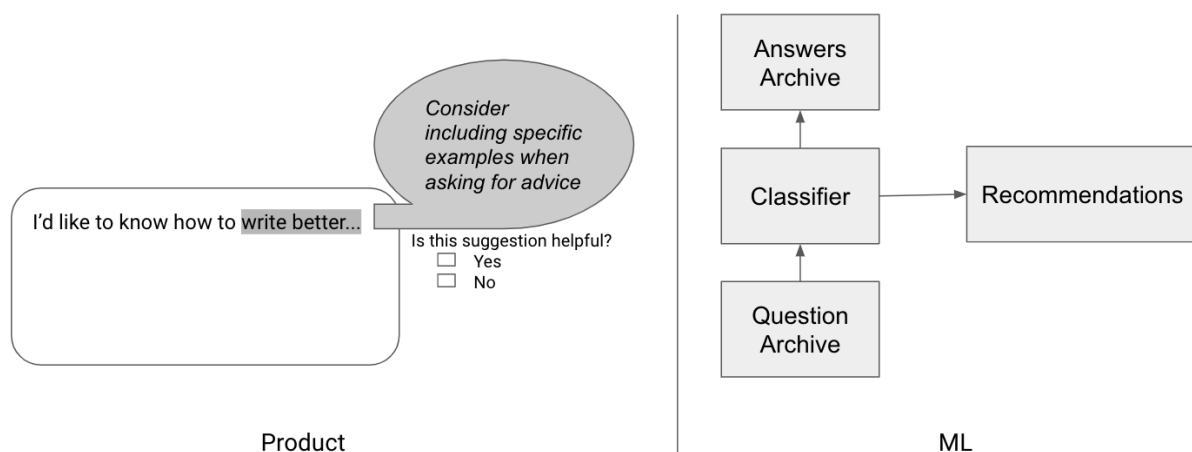 Consider
including specific
examples when
asking for advice
I'd like to know how to write better...
Is this suggestion helpful?
Yes
No
Product
Answers
Archive
Classifier
Recommendations
Question
Archive
ML